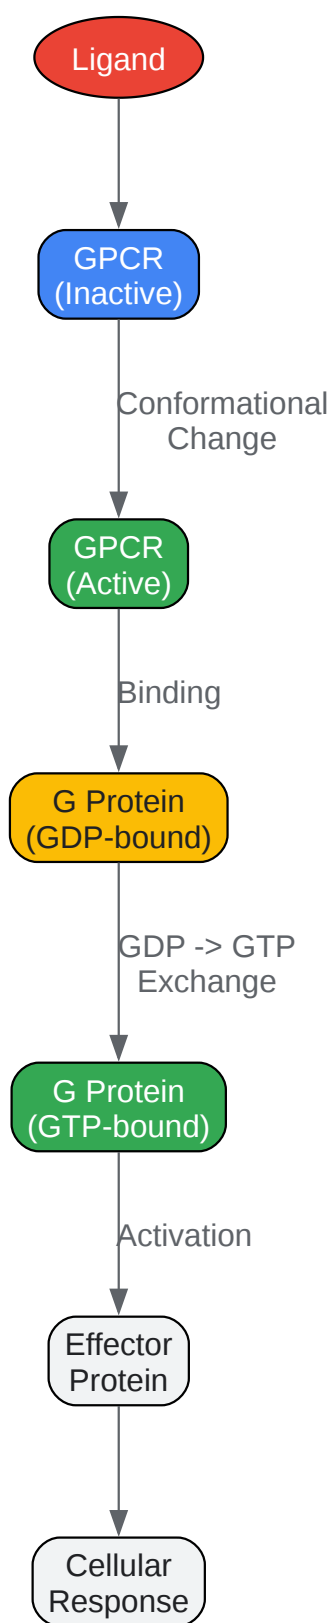 Ligand
GPCR
(Inactive)
Conformational
Change
GPCR
(Active)
Binding
G Protein
(GDP-bound)
GDP -> GTP
Exchange
G Protein
(GTP-bound)
Activation
Effector
Protein
Cellular
Response